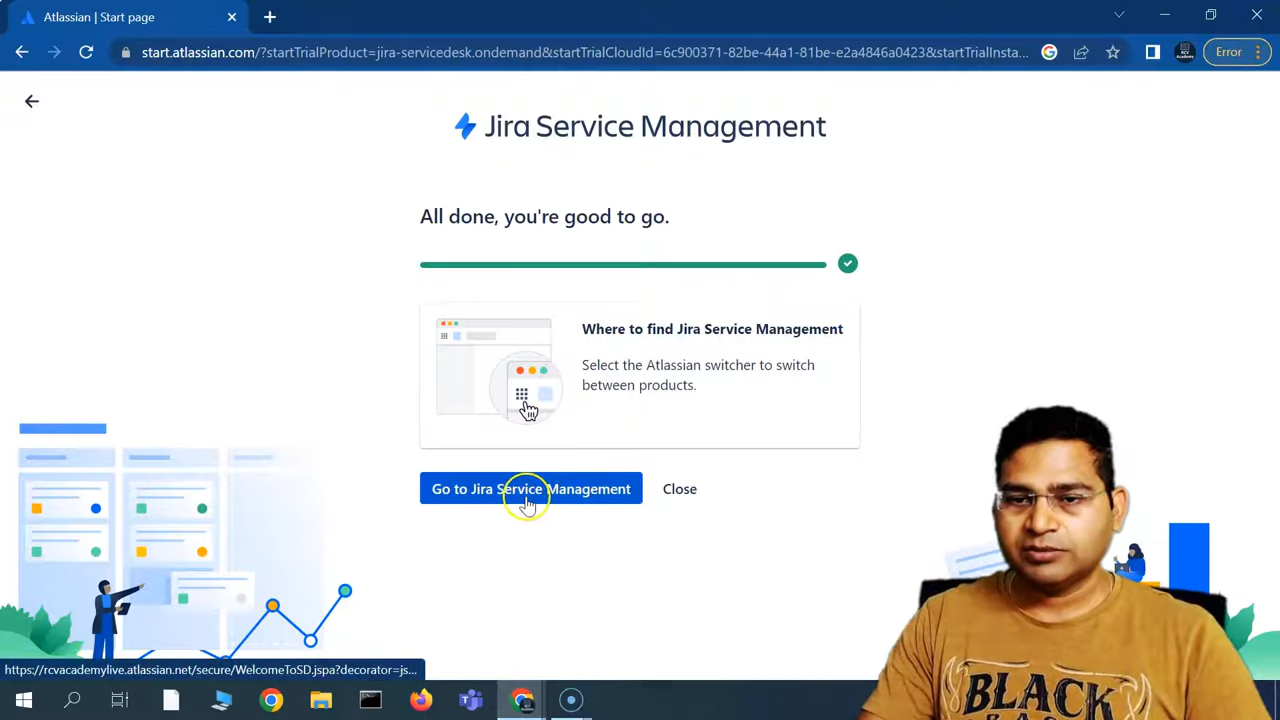 Atlassian | Start page
start.atlassian.com/?startTrialProduct=jira-servicedesk.ondemand&startTrialCloudId=6c900371-82be-44a1-81be-e2a4846a0423&startTrialInsta...
Error
Jira Service Management
All done, you're good to go.
Where to find Jira Service Management
Select the Atlassian switcher to switch
between products.
Go to Jira Service Management
Close
https://rcvacademylive.atlassian.net/secure/WelcomeToSD.jspa?decorator=js...